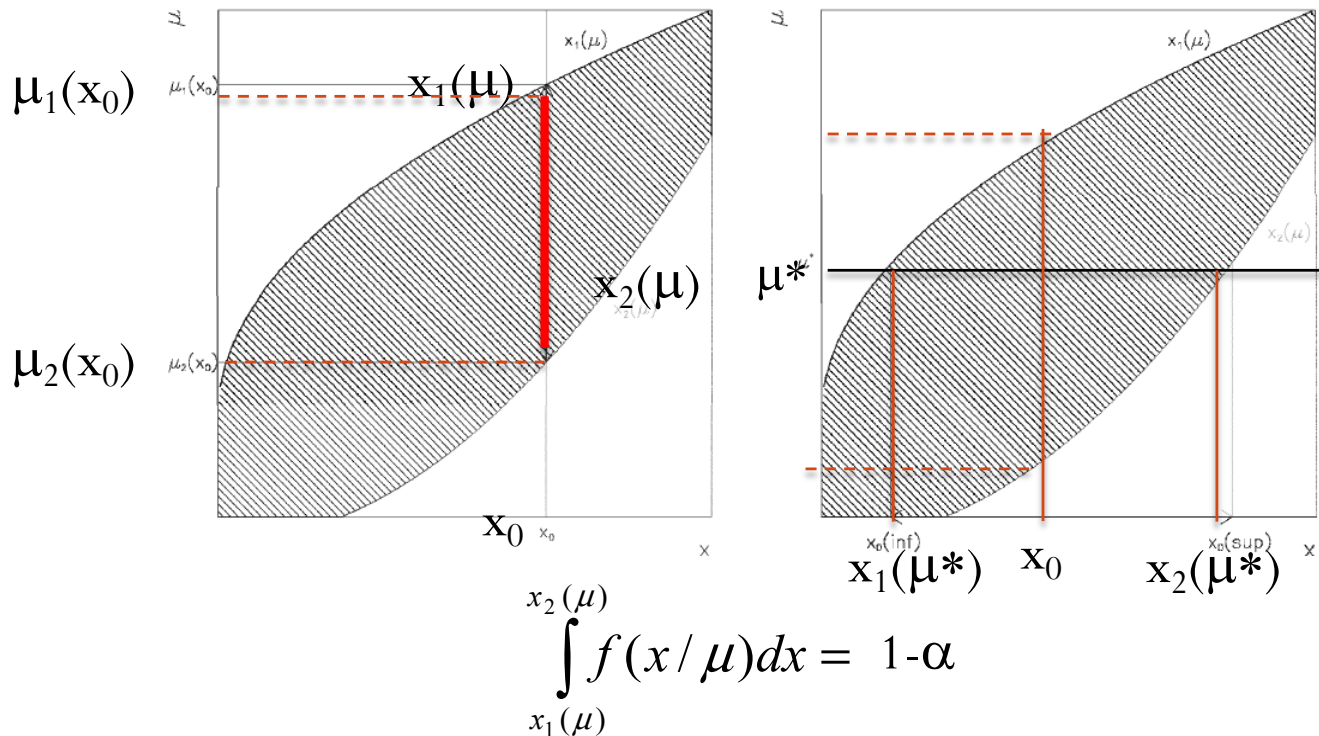 μ
x₁(μ)
μ₁(x₀)
μ₁(x₀)
x₁(μ)
x₂(μ)
x₂(μ)
μ₂(x₀)
μ₂(x₀)
x₀
x₀
x
μ
x₁(μ)
x₂(μ)
μ*
μ*
x₀(inf)
x₀(sup)
x
x₁(μ*)
x₀
x₂(μ*)
x₂(μ)
∫ f(x/μ)dx = 1-α
x₁(μ)